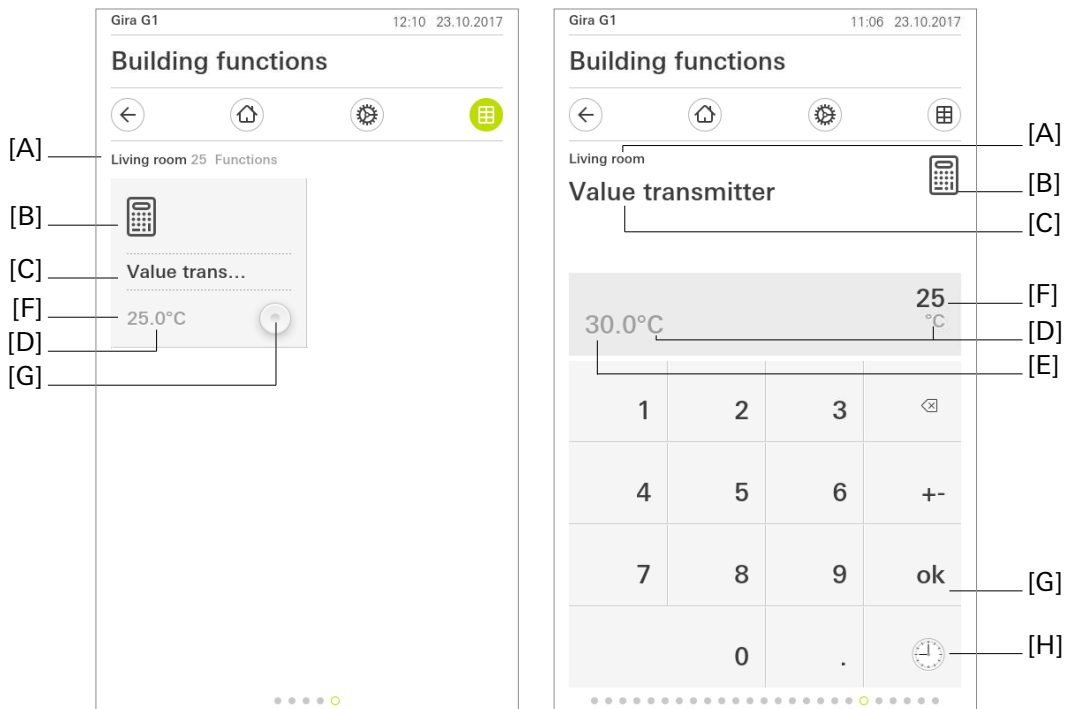 Gira G1 12:10 23.10.2017
Building functions
[A] Living room 25 Functions
[B]
[C] Value trans...
[F] 25.0°C
[D]
[G]
Gira G1 11:06 23.10.2017
Building functions
Living room [A]
[B]
Value transmitter
[C]
25 [F]
30.0°C °C [D]
[E]
1 2 3
4 5 6 +-
7 8 9 ok [G]
0 . [H]